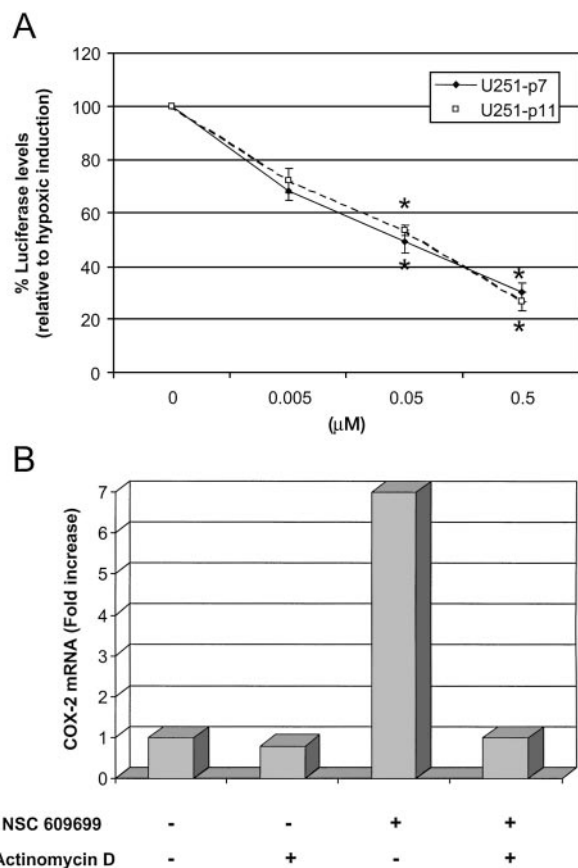 A
120
100
80
60
40
20
0
% Luciferase levels
(relative to hypoxic induction)
U251-p7
U251-p11
*
*
*
*
0 0.005 0.05 0.5
(μM)
B
7
6
5
4
3
2
1
0
COX-2 mRNA (Fold increase)
NSC 609699 - - + +
Actinomycin D - + - +